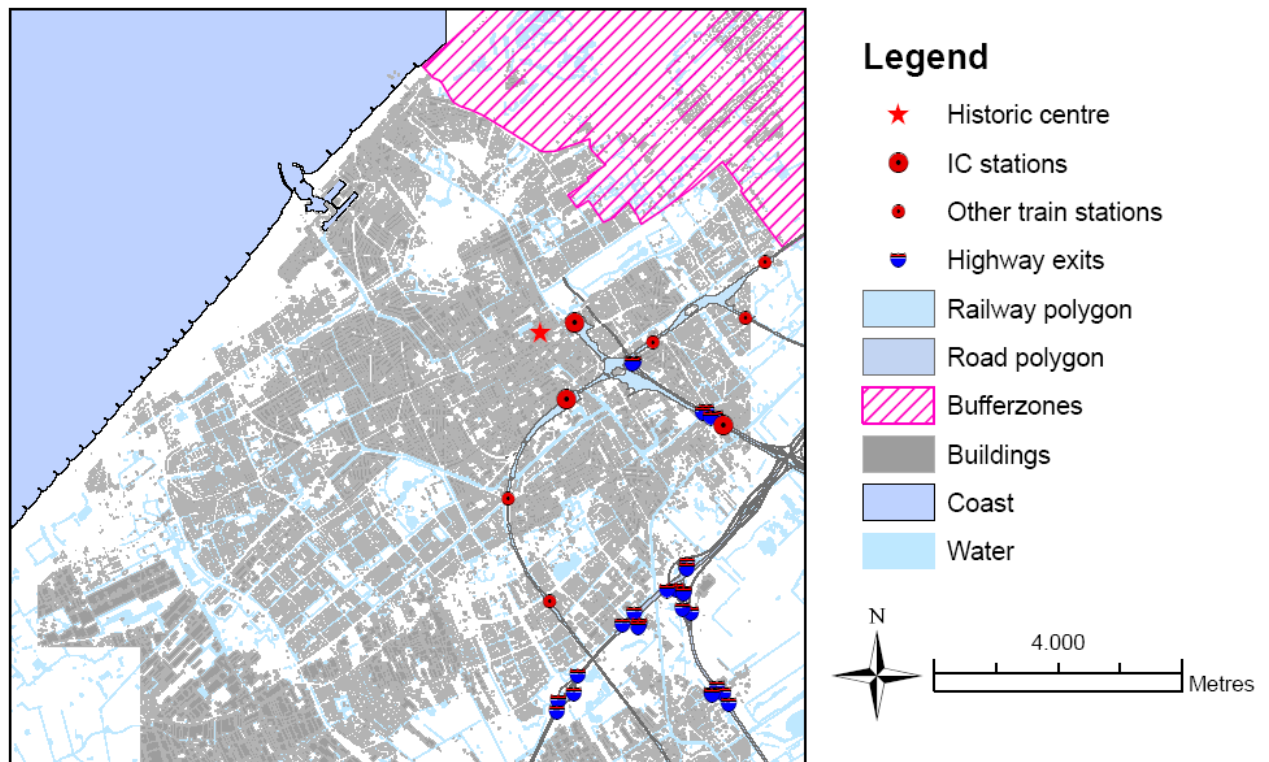 Legend
Historic centre
IC stations
Other train stations
Highway exits
Railway polygon
Road polygon
Bufferzones
Buildings
Coast
Water
N
4.000
Metres